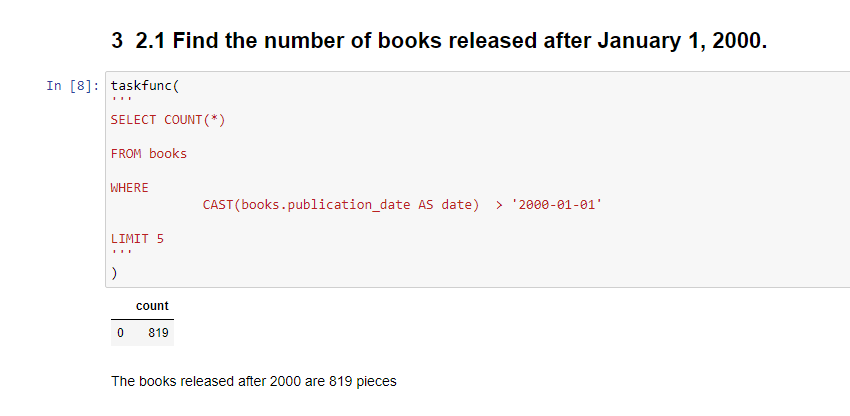 3 2.1 Find the number of books released after January 1, 2000.
In [8]: taskfunc(
'''
SELECT COUNT(*)
FROM books
WHERE
CAST(books.publication_date AS date) > '2000-01-01'
LIMIT 5
'''
)
count
0 819
The books released after 2000 are 819 pieces